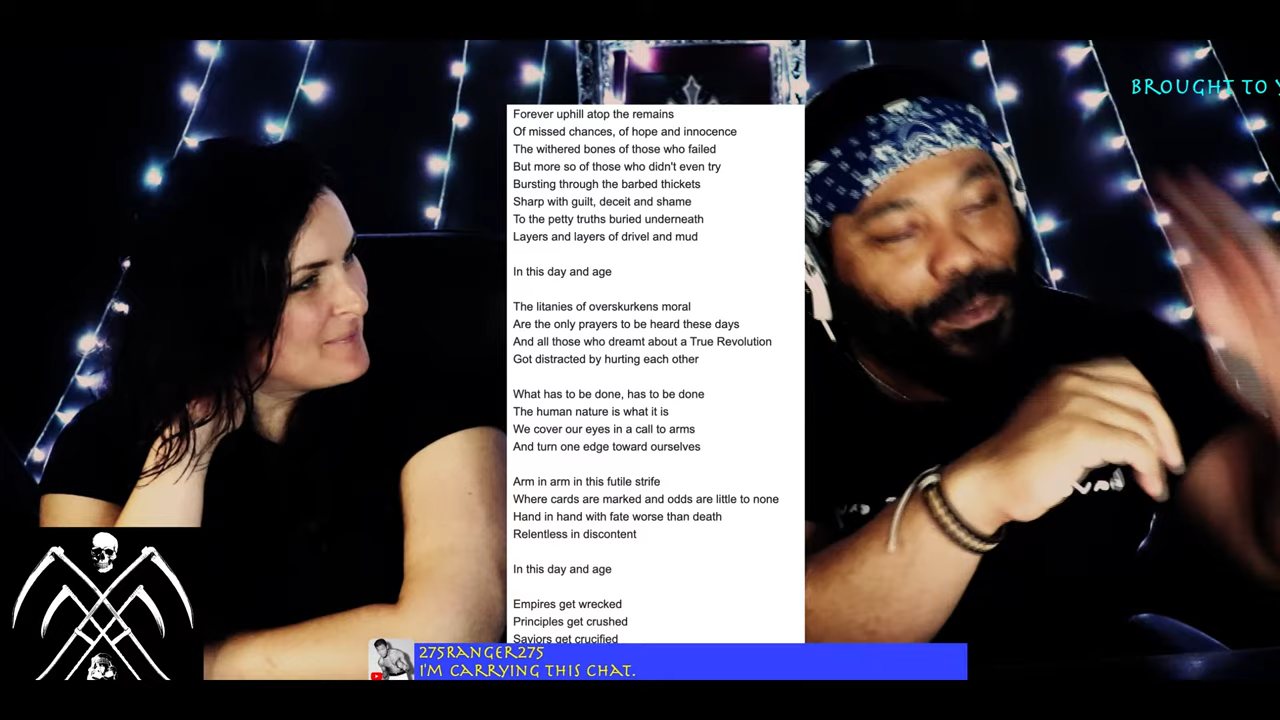 BROUGHT TO
Forever uphill atop the remains
Of missed chances, of hope and innocence
The withered bones of those who failed
But more so of those who didn't even try
Bursting through the barbed thickets
Sharp with guilt, deceit and shame
To the petty truths buried underneath
Layers and layers of drivel and mud
In this day and age
The litanies of overskurkens moral
Are the only prayers to be heard these days
And all those who dreamt about a True Revolution
Got distracted by hurting each other
What has to be done, has to be done
The human nature is what it is
We cover our eyes in a call to arms
And turn one edge toward ourselves
Arm in arm in this futile strife
Where cards are marked and odds are little to none
Hand in hand with fate worse than death
Relentless in discontent
In this day and age
Empires get wrecked
Principles get crushed
Saviors get crucified
275RANGER275
I'M CARRYING THIS CHAT.